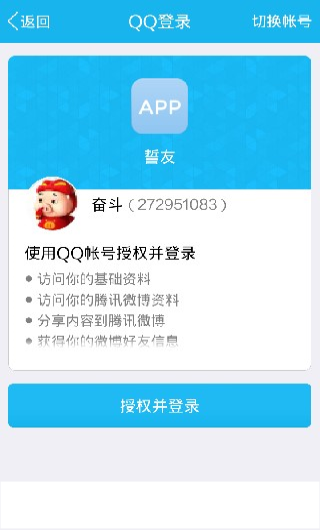 返回
QQ登录
切换帐号
APP
誓友
奋斗（272951083）
使用QQ帐号授权并登录
● 访问你的基础资料
● 访问你的腾讯微博资料
● 分享内容到腾讯微博
● 获得你的微博好友信息
授权并登录